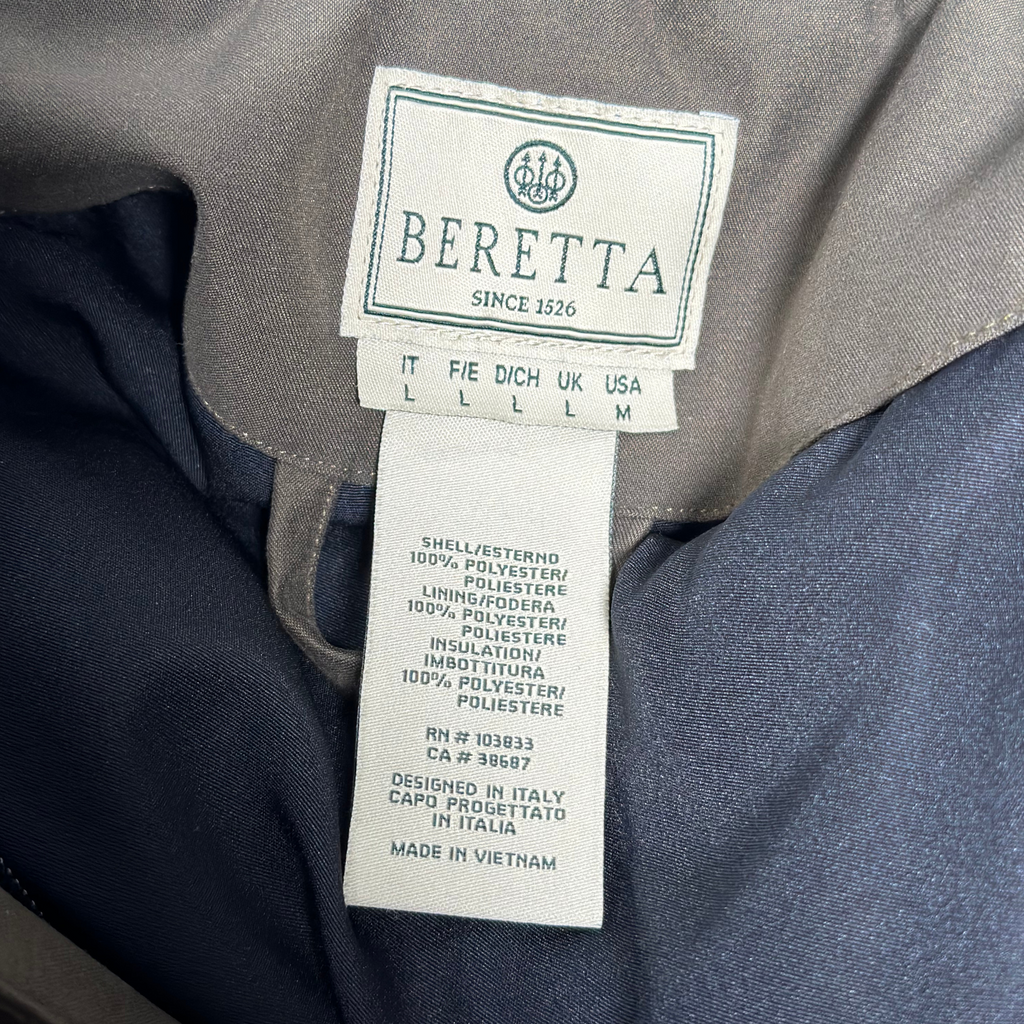 BERETTA
SINCE 1526
IT F/E D/CH UK USA
L L L L M
SHELL/ESTERNO
100% POLYESTER/
POLIESTERE
LINING/FODERA
100% POLYESTER/
POLIESTERE
INSULATION/
IMBOTTITURA
100% POLYESTER/
POLIESTERE
RN # 103833
CA # 38687
DESIGNED IN ITALY
CAPO PROGETTATO
IN ITALIA
MADE IN VIETNAM